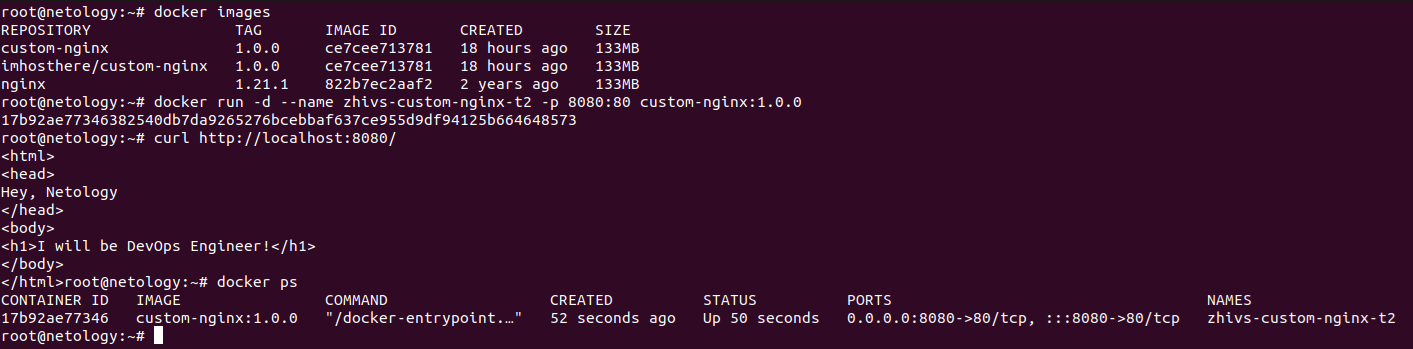 root@netology:~# docker images
REPOSITORY                TAG       IMAGE ID       CREATED        SIZE
custom-nginx              1.0.0     ce7cee713781   18 hours ago   133MB
imhosthere/custom-nginx   1.0.0     ce7cee713781   18 hours ago   133MB
nginx                     1.21.1    822b7ec2aaf2   2 years ago    133MB
root@netology:~# docker run -d --name zhivs-custom-nginx-t2 -p 8080:80 custom-nginx:1.0.0
17b92ae77346382540db7da9265276bcebbaf637ce955d9df94125b664648573
root@netology:~# curl http://localhost:8080/
<html>
<head>
Hey, Netology
</head>
<body>
<h1>I will be DevOps Engineer!</h1>
</body>
</html>root@netology:~# docker ps
CONTAINER ID   IMAGE                COMMAND                  CREATED          STATUS          PORTS                                   NAMES
17b92ae77346   custom-nginx:1.0.0   "/docker-entrypoint.…"   52 seconds ago   Up 50 seconds   0.0.0.0:8080->80/tcp, :::8080->80/tcp   zhivs-custom-nginx-t2
root@netology:~#